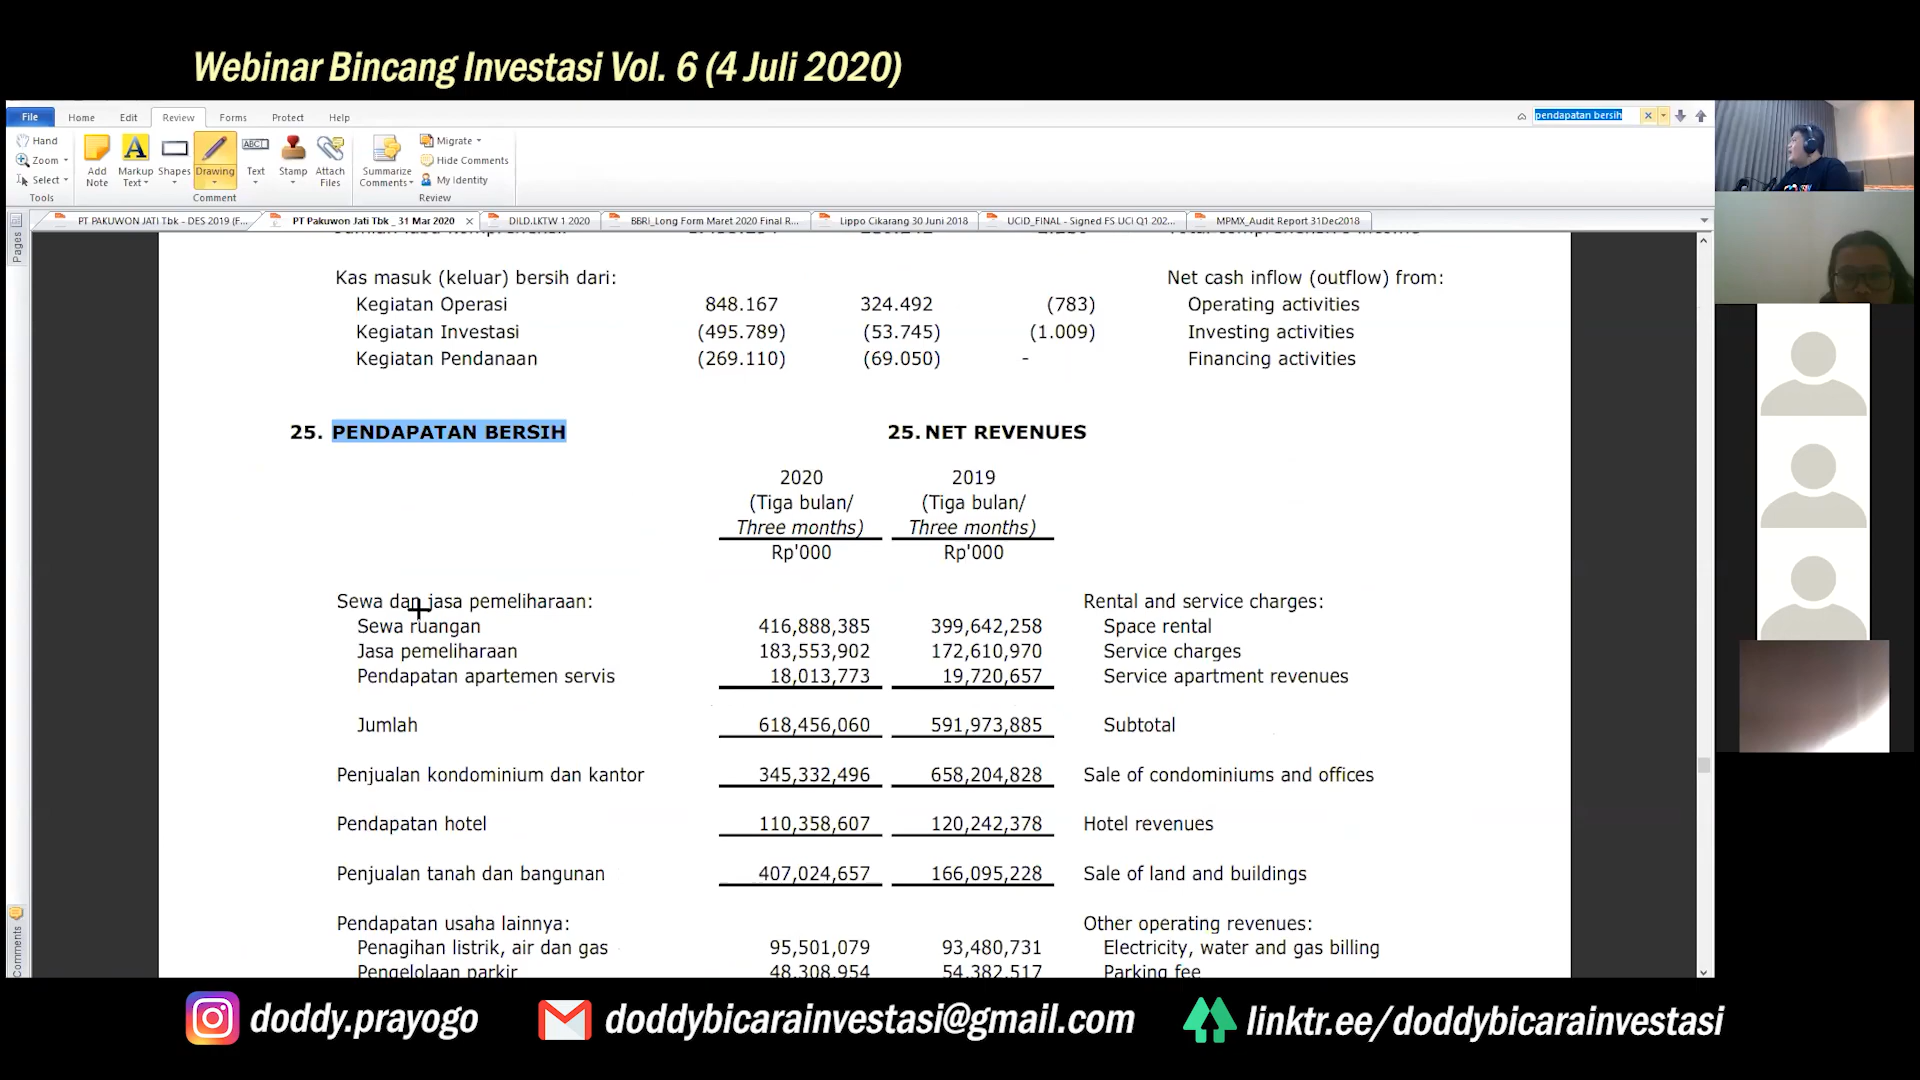 Webinar Bincang Investasi Vol. 6 (4 Juli 2020)
File Home Edit Review Forms Protect Help
pendapatan bersih
Hand
Zoom
Select
Tools
Add Note
Markup Text
Shapes
Drawing
Text
Stamp
Attach Files
Comment
Summarize Comments
Migrate
Hide Comments
My Identity
Review
PT PAKUWON JATI Tbk - DES 2019 (F... PT Pakuwon Jati Tbk _ 31 Mar 2020 DILD.LKTW 1 2020 BBRI_Long Form Maret 2020 Final R... Lippo Cikarang 30 Juni 2018 UCiD_FINAL - Signed FS UCI Q1 202... MPMX_Audit Report 31Dec2018
Pages
Kas masuk (keluar) bersih dari: Net cash inflow (outflow) from:
Kegiatan Operasi 848.167 324.492 (783) Operating activities
Kegiatan Investasi (495.789) (53.745) (1.009) Investing activities
Kegiatan Pendanaan (269.110) (69.050) - Financing activities
25. PENDAPATAN BERSIH 25. NET REVENUES
2020 2019
(Tiga bulan/ (Tiga bulan/
Three months) Three months)
Rp'000 Rp'000
Sewa dan jasa pemeliharaan: Rental and service charges:
Sewa ruangan 416,888,385 399,642,258 Space rental
Jasa pemeliharaan 183,553,902 172,610,970 Service charges
Pendapatan apartemen servis 18,013,773 19,720,657 Service apartment revenues
Jumlah 618,456,060 591,973,885 Subtotal
Penjualan kondominium dan kantor 345,332,496 658,204,828 Sale of condominiums and offices
Pendapatan hotel 110,358,607 120,242,378 Hotel revenues
Penjualan tanah dan bangunan 407,024,657 166,095,228 Sale of land and buildings
Pendapatan usaha lainnya: Other operating revenues:
Penagihan listrik, air dan gas 95,501,079 93,480,731 Electricity, water and gas billing
Pengelolaan parkir 48,308,954 54,382,517 Parking fee
Comments
doddy.prayogo doddybicarainvestasi@gmail.com linktr.ee/doddybicarainvestasi